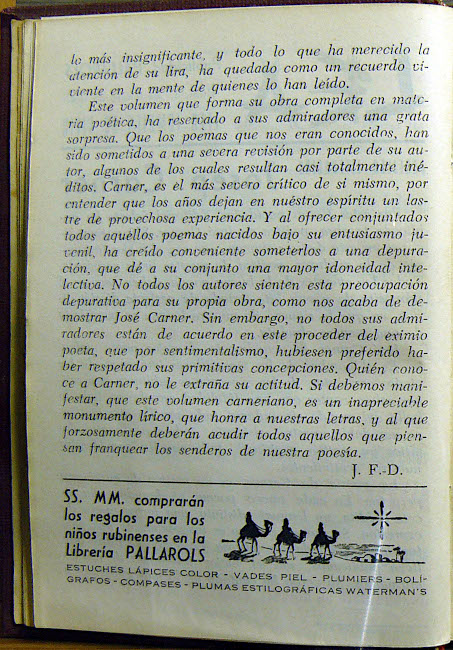 lo más insignificante, y todo lo que ha merecido la
atención de su lira, ha quedado como un recuerdo vi-
viente en la mente de quienes lo han leído.
Este volumen que forma su obra completa en mate-
ria poética, ha reservado a sus admiradores una grata
sorpresa. Que los poemas que nos eran conocidos, han
sido sometidos a una severa revisión por parte de su au-
tor, algunos de los cuales resultan casi totalmente iné-
ditos. Carner, es el más severo crítico de si mismo, por
entender que los años dejan en nuéstro espíritu un las-
tre de provechosa experiencia. Y al ofrecer conjuntados
todos aquéllos poemas nacidos bajo su entusiasmo ju-
venil, ha creído conveniente someterlos a una depura-
ción, que dé a su conjunto una mayor idoneidad inte-
lectiva. No todos los autores sienten esta preocupación
depurativa para su propia obra, como nos acaba de de-
mostrar José Carner. Sin embargo, no todos sus admi-
radores están de acuerdo en este proceder del eximio
poeta, que por sentimentalismo, hubiesen preferido ha-
ber respetado sus primitivas concepciones. Quién cono-
ce a Carner, no le extraña su actitud. Si debemos mani-
festar, que este volumen carneriano, es un inapreciable
monumento lírico, que honra a nuestras letras, y al que
forzosamente deberán acudir todos aquellos que pien-
san franquear los senderos de nuestra poesía.
J. F.-D.
SS. MM. comprarán
los regalos para los
niños rubinenses en la
Librería PALLAROLS
ESTUCHES LÁPICES COLOR - VADES PIEL - PLUMIERS - BOLÍ-
GRAFOS - COMPASES - PLUMAS ESTILOGRÁFICAS WATERMAN'S